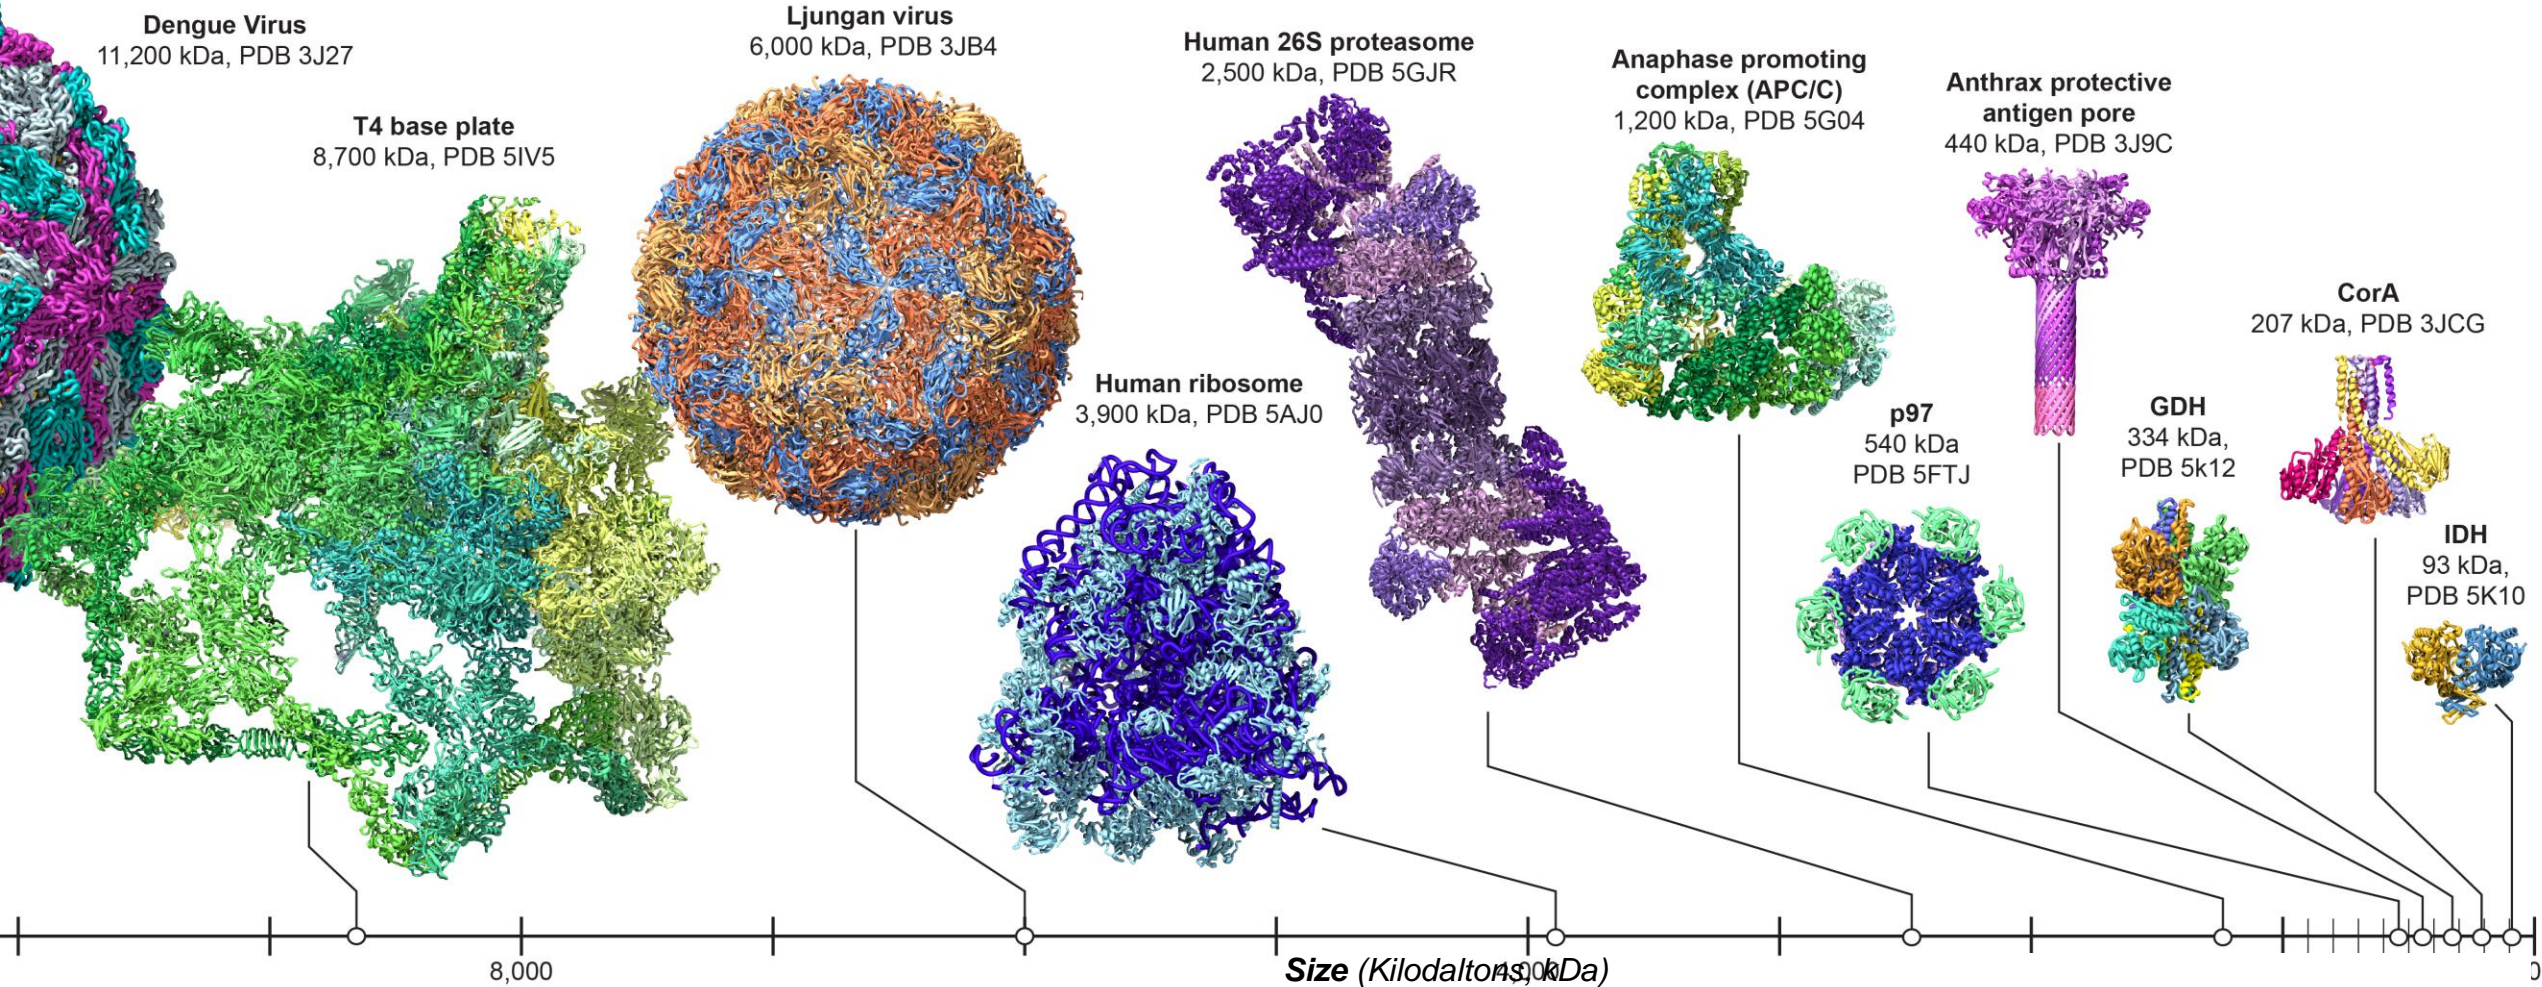 Dengue Virus
11,200 kDa, PDB 3J27
T4 base plate
8,700 kDa, PDB 5IV5
Ljungan virus
6,000 kDa, PDB 3JB4
Human ribosome
3,900 kDa, PDB 5AJ0
Human 26S proteasome
2,500 kDa, PDB 5GJR
Anaphase promoting
complex (APC/C)
1,200 kDa, PDB 5G04
p97
540 kDa
PDB 5FTJ
Anthrax protective
antigen pore
440 kDa, PDB 3J9C
GDH
334 kDa,
PDB 5k12
CorA
207 kDa, PDB 3JCG
IDH
93 kDa,
PDB 5K10
8,000
4,000
0
Size (Kilodaltons, kDa)